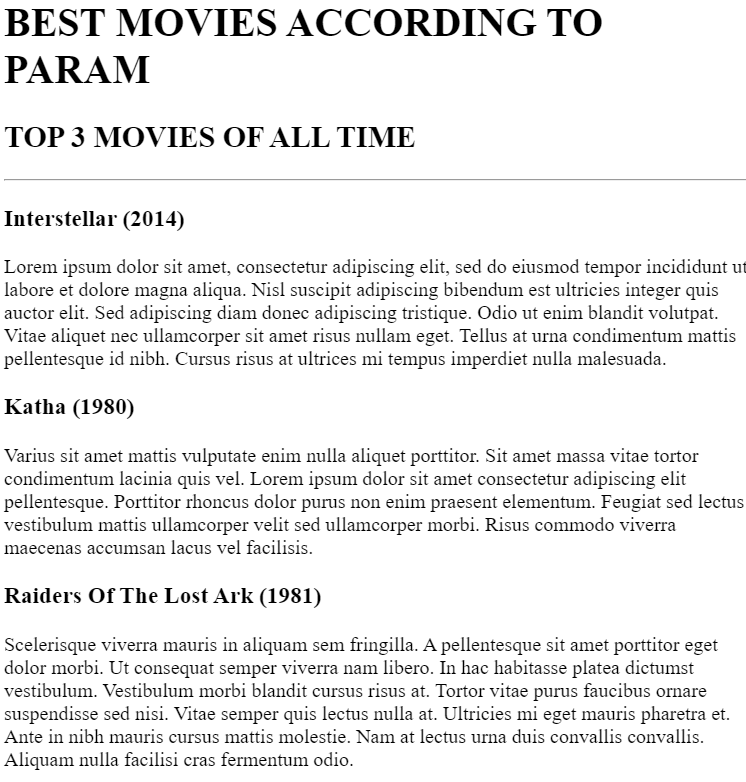 BEST MOVIES ACCORDING TO
PARAM
TOP 3 MOVIES OF ALL TIME
Interstellar (2014)
Lorem ipsum dolor sit amet, consectetur adipiscing elit, sed do eiusmod tempor incididunt ut
labore et dolore magna aliqua. Nisl suscipit adipiscing bibendum est ultricies integer quis
auctor elit. Sed adipiscing diam donec adipiscing tristique. Odio ut enim blandit volutpat.
Vitae aliquet nec ullamcorper sit amet risus nullam eget. Tellus at urna condimentum mattis
pellentesque id nibh. Cursus risus at ultrices mi tempus imperdiet nulla malesuada.
Katha (1980)
Varius sit amet mattis vulputate enim nulla aliquet porttitor. Sit amet massa vitae tortor
condimentum lacinia quis vel. Lorem ipsum dolor sit amet consectetur adipiscing elit
pellentesque. Porttitor rhoncus dolor purus non enim praesent elementum. Feugiat sed lectus
vestibulum mattis ullamcorper velit sed ullamcorper morbi. Risus commodo viverra
maecenas accumsan lacus vel facilisis.
Raiders Of The Lost Ark (1981)
Scelerisque viverra mauris in aliquam sem fringilla. A pellentesque sit amet porttitor eget
dolor morbi. Ut consequat semper viverra nam libero. In hac habitasse platea dictumst
vestibulum. Vestibulum morbi blandit cursus risus at. Tortor vitae purus faucibus ornare
suspendisse sed nisi. Vitae semper quis lectus nulla at. Ultricies mi eget mauris pharetra et.
Ante in nibh mauris cursus mattis molestie. Nam at lectus urna duis convallis convallis.
Aliquam nulla facilisi cras fermentum odio.